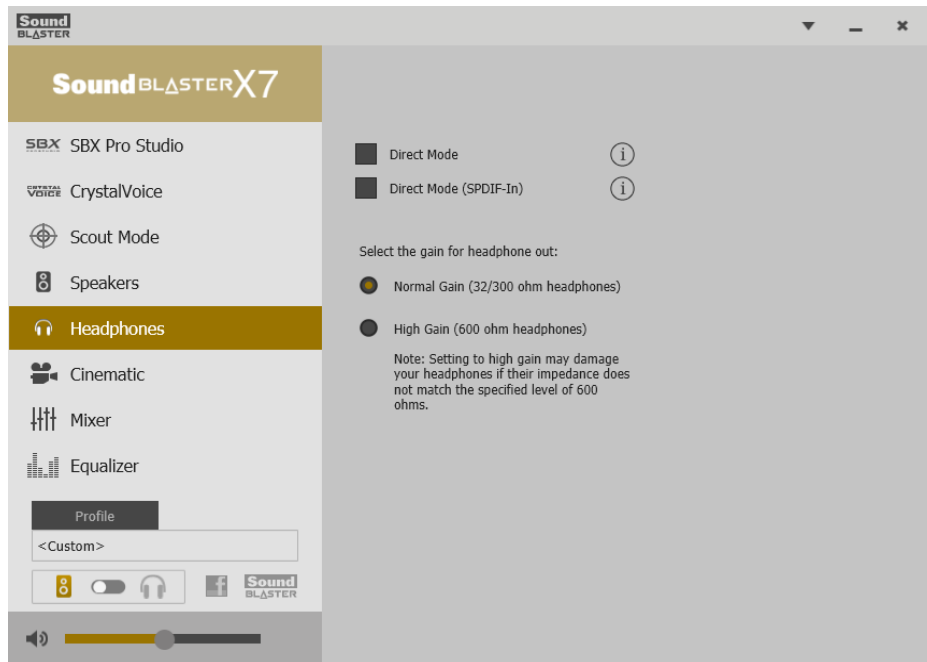 Sound
BLASTER
Sound BLASTER X7
SBX SBX Pro Studio
CRYSTAL VOICE CrystalVoice
Scout Mode
Speakers
Headphones
Cinematic
Mixer
Equalizer
Profile
<Custom>
f Sound
BLASTER
Direct Mode i
Direct Mode (SPDIF-In) i
Select the gain for headphone out:
Normal Gain (32/300 ohm headphones)
High Gain (600 ohm headphones)
Note: Setting to high gain may damage
your headphones if their impedance does
not match the specified level of 600
ohms.